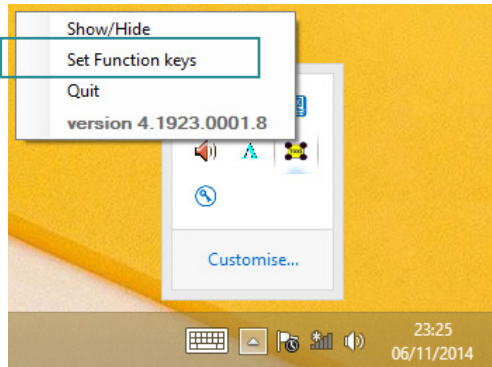 Show/Hide
Set Function keys
Quit
version 4.1923.0001.8
Customise...
23:25
06/11/2014